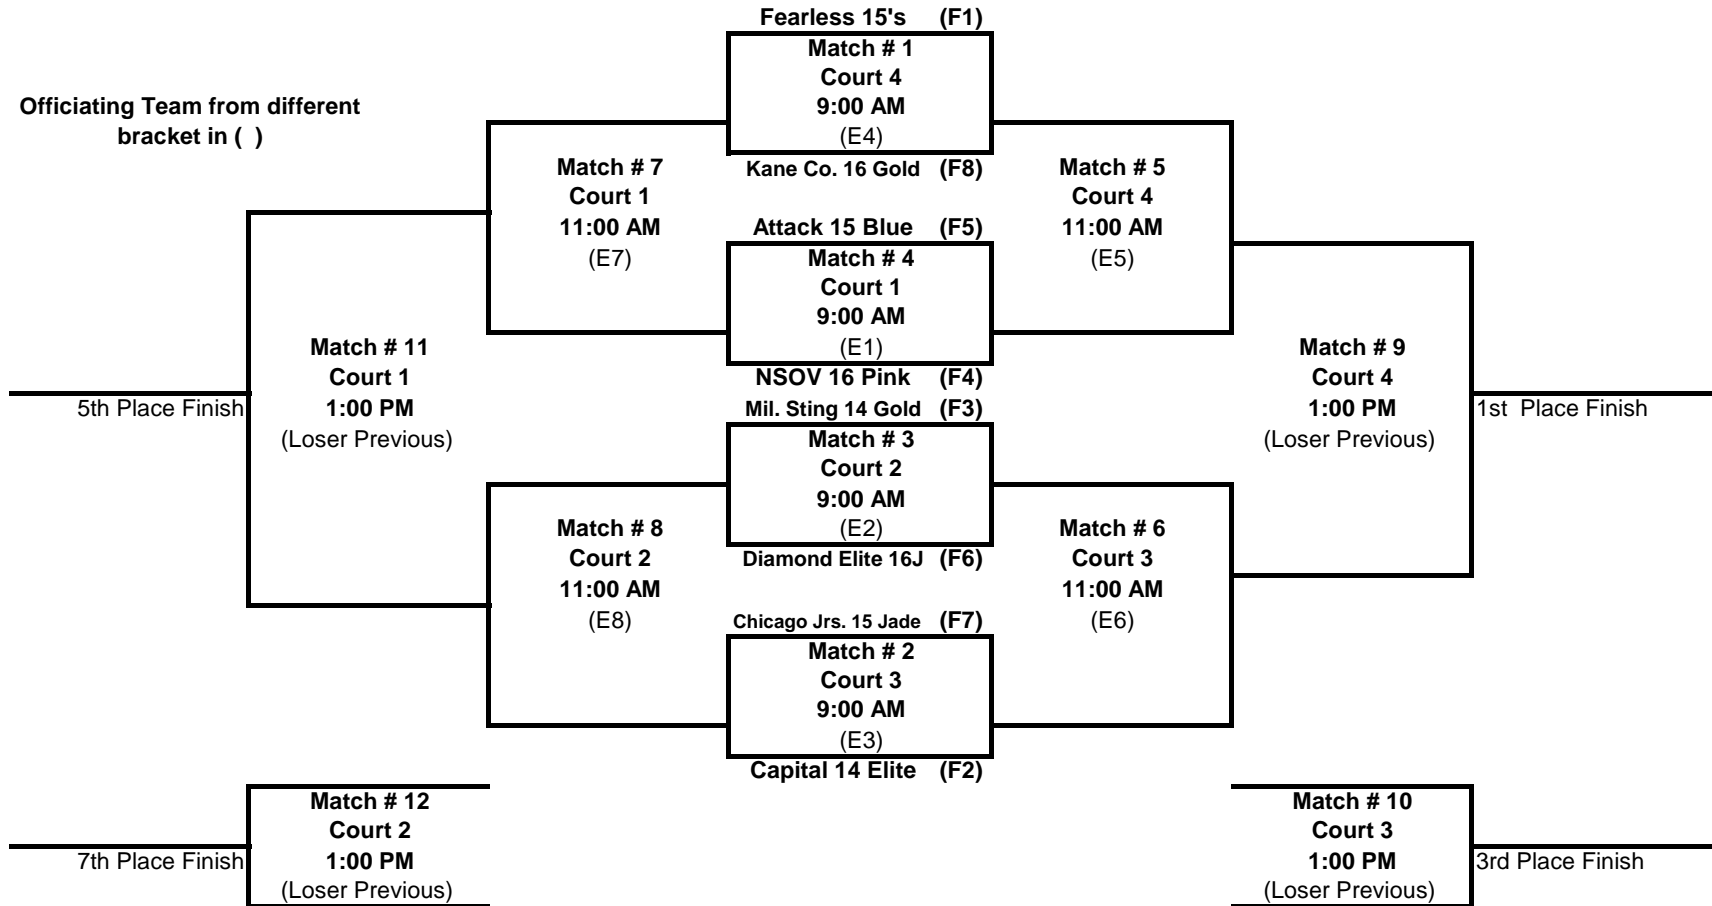 Fearless 15's (F1)
Match # 1
Court 4
9:00 AM
(E4)
Kane Co. 16 Gold (F8)
Officiating Team from different
bracket in ( )
Match # 7
Court 1
11:00 AM
(E7)
Match # 5
Court 4
11:00 AM
(E5)
Attack 15 Blue (F5)
Match # 4
Court 1
9:00 AM
(E1)
NSOV 16 Pink (F4)
Match # 11
Court 1
1:00 PM
(Loser Previous)
5th Place Finish
Match # 9
Court 4
1:00 PM
(Loser Previous)
1st Place Finish
Mil. Sting 14 Gold (F3)
Match # 3
Court 2
9:00 AM
(E2)
Diamond Elite 16J (F6)
Match # 8
Court 2
11:00 AM
(E8)
Match # 6
Court 3
11:00 AM
(E6)
Chicago Jrs. 15 Jade (F7)
Match # 2
Court 3
9:00 AM
(E3)
Capital 14 Elite (F2)
Match # 12
Court 2
1:00 PM
(Loser Previous)
7th Place Finish
Match # 10
Court 3
1:00 PM
(Loser Previous)
3rd Place Finish